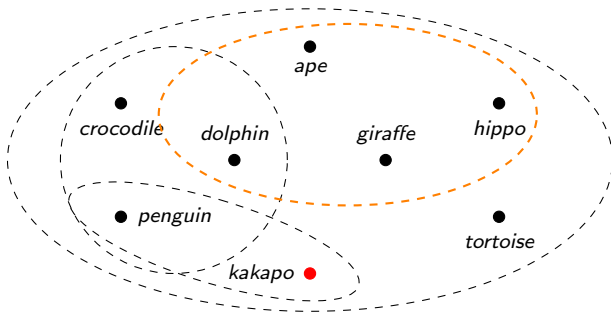 ape
crocodile
dolphin
giraffe
hippo
penguin
tortoise
kakapo